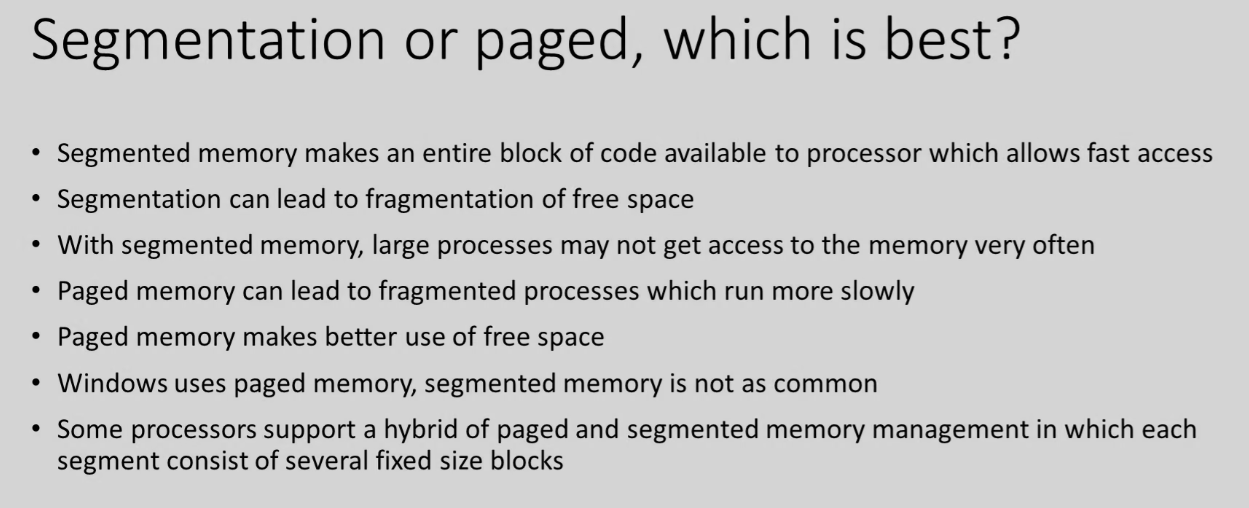 Segmentation or paged, which is best?
• Segmented memory makes an entire block of code available to processor which allows fast access
• Segmentation can lead to fragmentation of free space
• With segmented memory, large processes may not get access to the memory very often
• Paged memory can lead to fragmented processes which run more slowly
• Paged memory makes better use of free space
• Windows uses paged memory, segmented memory is not as common
• Some processors support a hybrid of paged and segmented memory management in which each
segment consist of several fixed size blocks